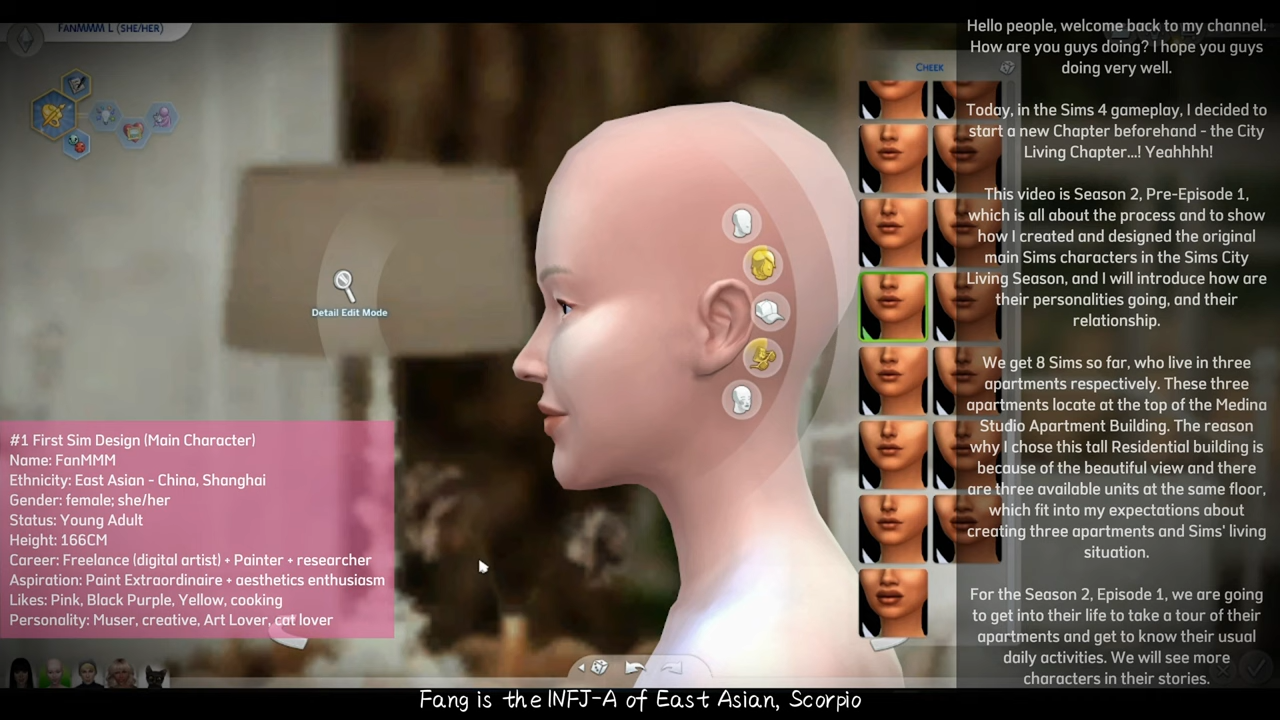 FANMMM L (SHE/HER)
Cheek
Detail Edit Mode
#1 First Sim Design (Main Character)
Name: FanMMM
Ethnicity: East Asian - China, Shanghai
Gender: female; she/her
Status: Young Adult
Height: 166CM
Career: Freelance (digital artist) + Painter + researcher
Aspiration: Paint Extraordinaire + aesthetics enthusiasm
Likes: Pink, Black Purple, Yellow, cooking
Personality: Muser, creative, Art Lover, cat lover
Hello people, welcome back to my channel.
How are you guys doing? I hope you guys
doing very well.
Today, in the Sims 4 gameplay, I decided to
start a new Chapter beforehand - the City
Living Chapter...! Yeahhhh!
This video is Season 2, Pre-Episode 1,
which is all about the process and to show
how I created and designed the original
main Sims characters in the Sims City
Living Season, and I will introduce how are
their personalities going, and their
relationship.
We get 8 Sims so far, who live in three
apartments respectively. These three
apartments locate at the top of the Medina
Studio Apartment Building. The reason
why I chose this tall Residential building is
because of the beautiful view and there
are three available units at the same floor,
which fit into my expectations about
creating three apartments and Sims' living
situation.
For the Season 2, Episode 1, we are going
to get into their life to take a tour of their
apartments and get to know their usual
daily activities. We will see more
characters in their stories.
Fang is the INFJ-A of East Asian, Scorpio